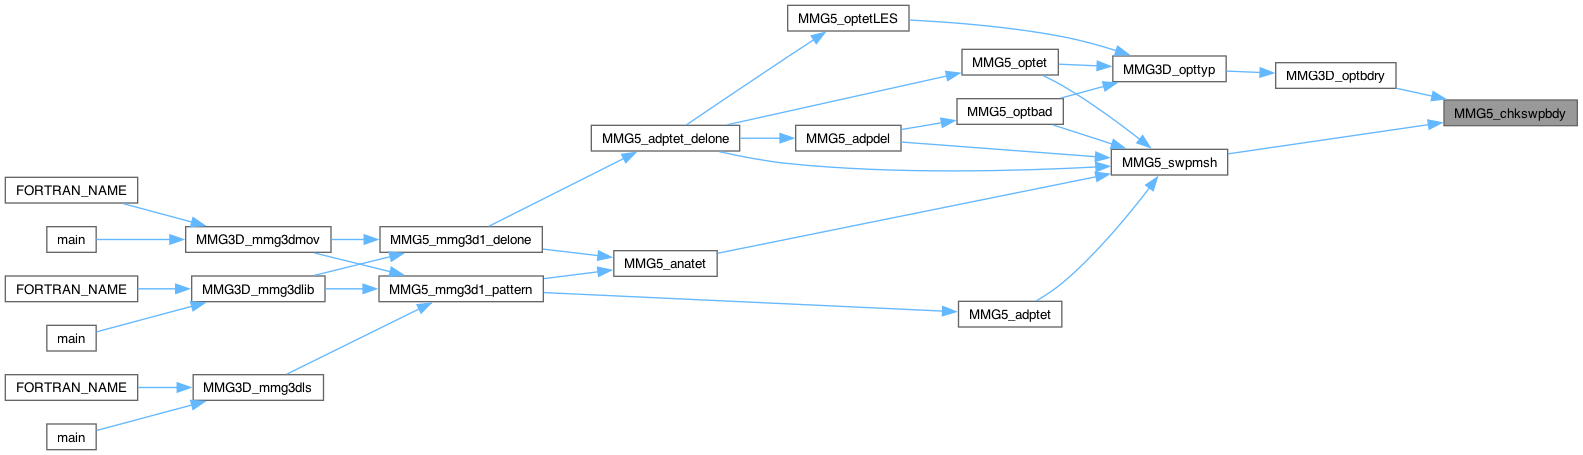 MMG5_optetLES
MMG5_optet
MMG3D_opttyp
MMG3D_optbdry
MMG5_chkswpbdy
MMG5_optbad
MMG5_adptet_delone
MMG5_adpdel
MMG5_swpmsh
FORTRAN_NAME
main
MMG3D_mmg3dmov
MMG5_mmg3d1_delone
MMG5_anatet
FORTRAN_NAME
MMG3D_mmg3dlib
MMG5_mmg3d1_pattern
MMG5_adptet
main
FORTRAN_NAME
MMG3D_mmg3dls
main